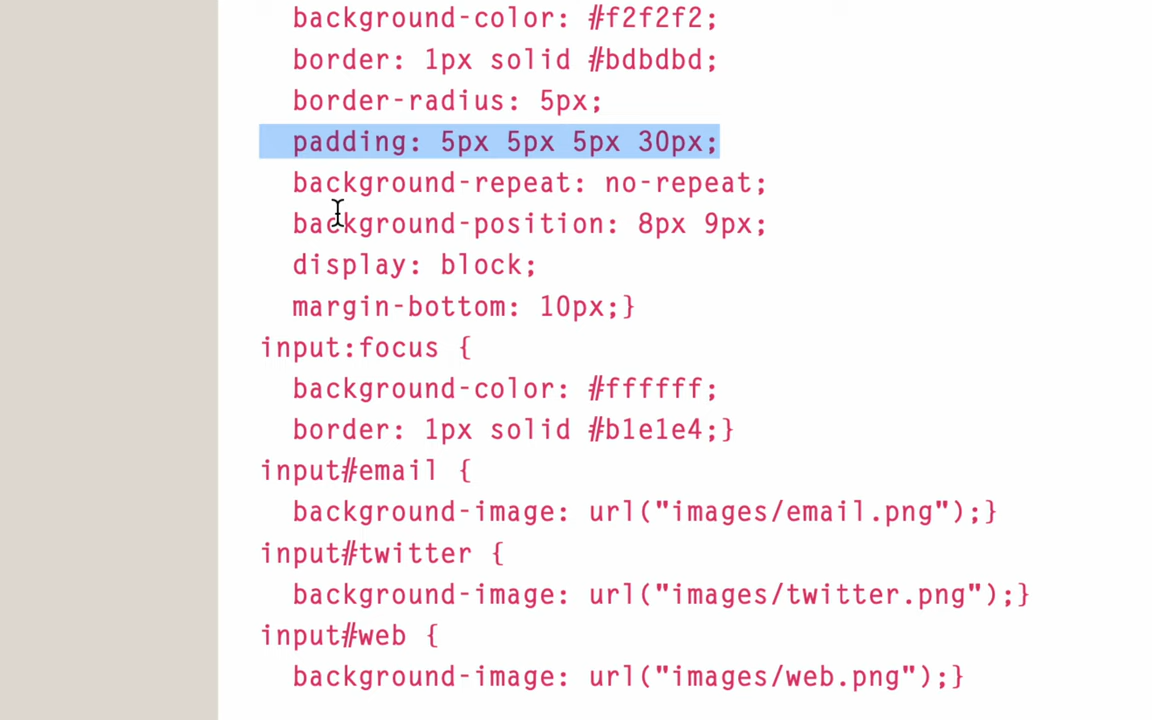 background-color: #f2f2f2;
border: 1px solid #bdbdbd;
border-radius: 5px;
padding: 5px 5px 5px 30px;
background-repeat: no-repeat;
background-position: 8px 9px;
display: block;
margin-bottom: 10px;}
input:focus {
background-color: #ffffff;
border: 1px solid #b1e1e4;}
input#email {
background-image: url("images/email.png");}
input#twitter {
background-image: url("images/twitter.png");}
input#web {
background-image: url("images/web.png");}